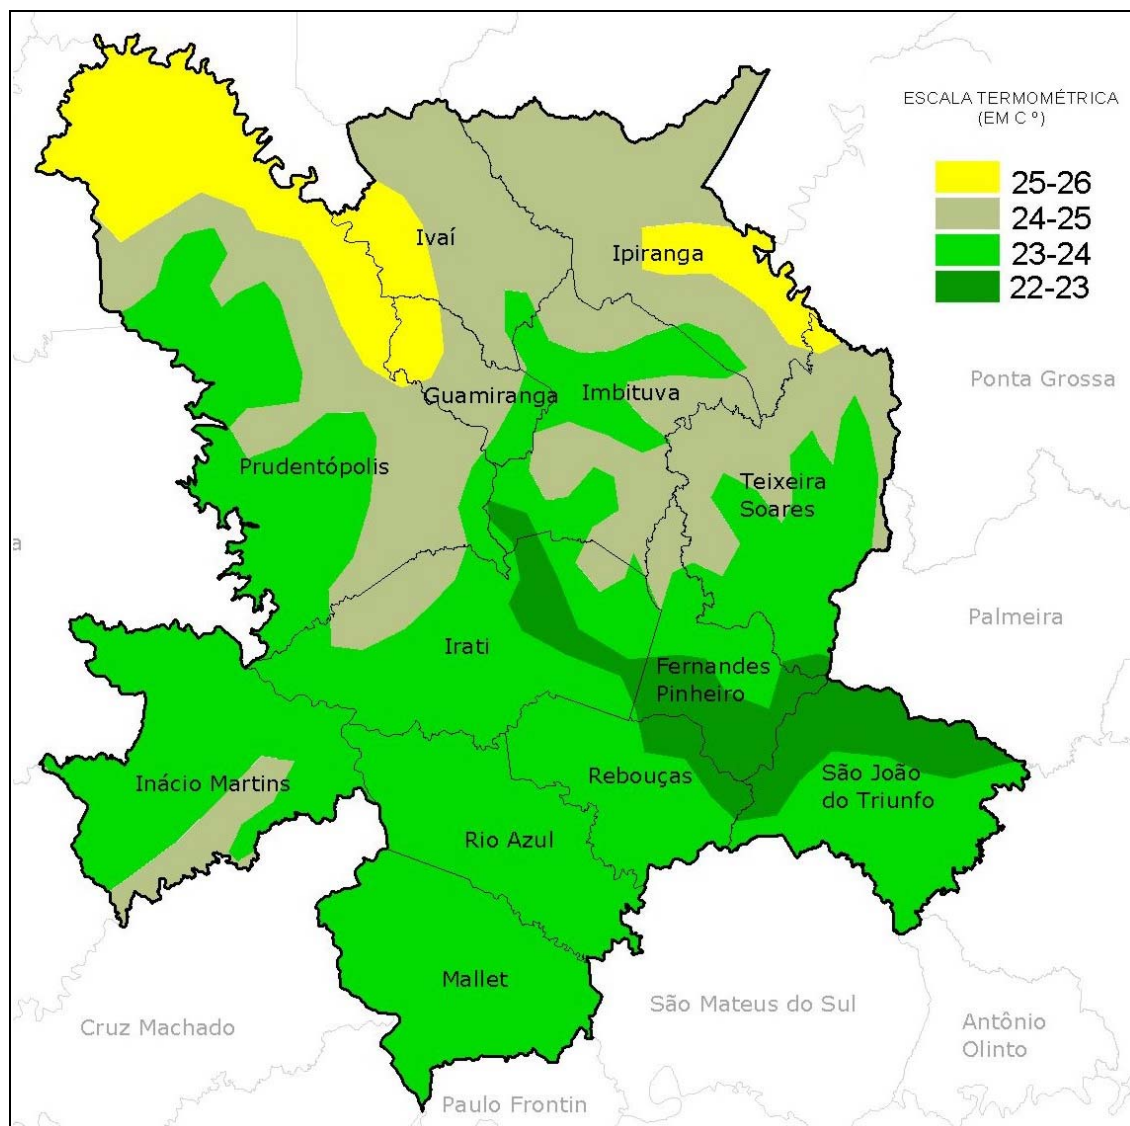 ESCALA TERMOMÉTRICA
(EM C º)
25-26
24-25
23-24
22-23
Ivaí
Ipiranga
Ponta Grossa
Guamiranga
Imbituva
Prudentópolis
Teixeira
Soares
a
Palmeira
Irati
Fernandes
Pinheiro
Inácio Martins
Rebouças
São João
do Triunfo
Rio Azul
Mallet
São Mateus do Sul
Cruz Machado
Antônio
Olinto
Paulo Frontin